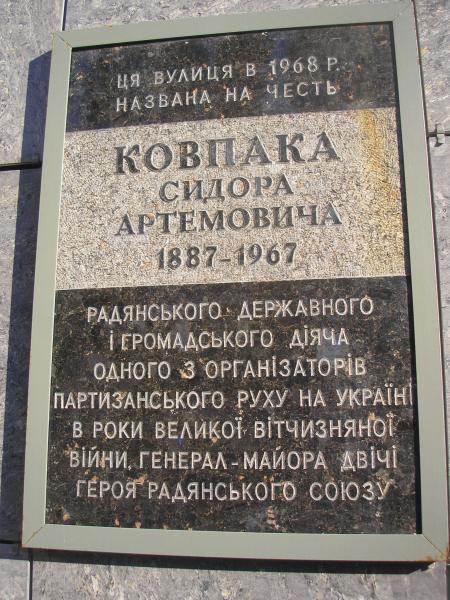 ЦЯ ВУЛИЦЯ В 1968 Р.
НАЗВАНА НА ЧЕСТЬ
КОВПАКА
СИДОРА
АРТЕМОВИЧА
1887-1967
РАДЯНСЬКОГО ДЕРЖАВНОГО
І ГРОМАДСЬКОГО ДІЯЧА
ОДНОГО З ОРГАНІЗАТОРІВ
ПАРТИЗАНСЬКОГО РУХУ НА УКРАЇНІ
В РОКИ ВЕЛИКОЇ ВІТЧИЗНЯНОЇ
ВІЙНИ, ГЕНЕРАЛ-МАЙОРА ДВІЧІ
ГЕРОЯ РАДЯНСЬКОГО СОЮЗУ